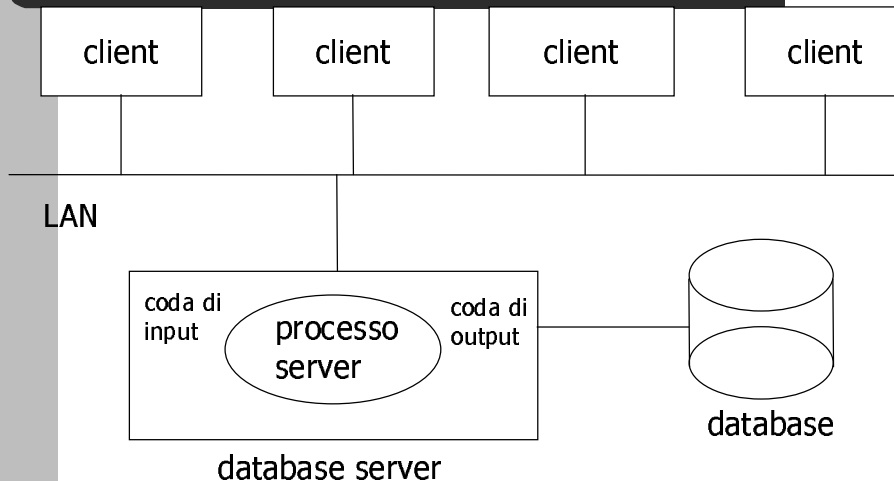 client
client
client
client
LAN
coda di
input
processo
server
coda di
output
database
database server